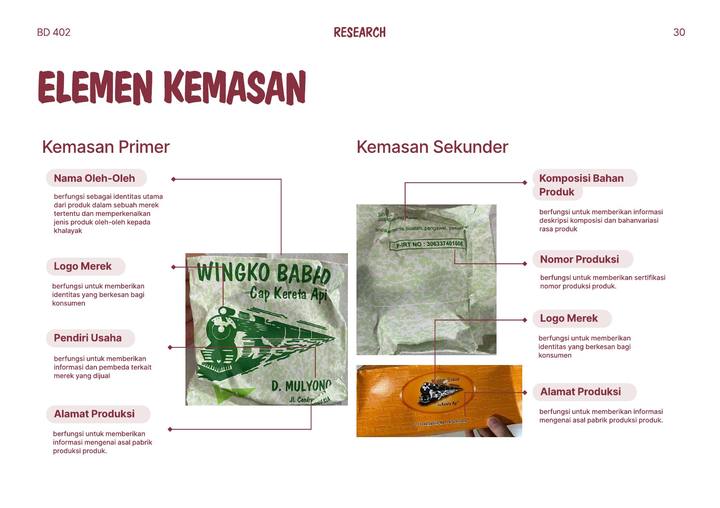 BD 402
RESEARCH
30
ELEMEN KEMASAN
Kemasan Primer
Nama Oleh-Oleh
berfungsi sebagai identitas utama
dari produk dalam sebuah merek
tertentu dan memperkenalkan
jenis produk oleh-oleh kepada
khalayak
Logo Merek
berfungsi untuk memberikan
identitas yang berkesan bagi
konsumen
Pendiri Usaha
berfungsi untuk memberikan
informasi dan pembeda terkait
merek yang dijual
Alamat Produksi
berfungsi untuk memberikan
informasi mengenai asal pabrik
produksi produk.
WINGKO BABAD
Cap Kereta Api
D. MULYONO
Jl.
Kemasan Sekunder
P-IRT NO : 306337401608
Komposisi Bahan
Produk
berfungsi untuk memberikan informasi
deskripsi komposisi dan bahanvariasi
rasa produk
Nomor Produksi
berfungsi untuk memberikan sertifikasi
nomor produksi produk.
Logo Merek
berfungsi untuk memberikan
identitas yang berkesan bagi
konsumen
Alamat Produksi
berfungsi untuk memberikan informasi
mengenai asal pabrik produksi produk.